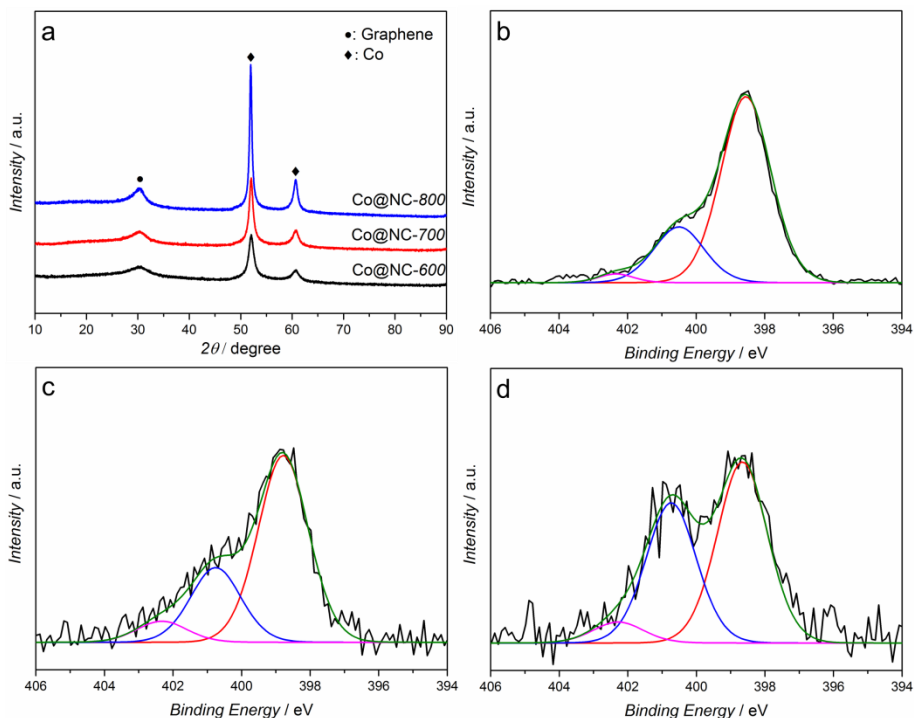 a
●: Graphene
♦: Co
Co@NC-800
Co@NC-700
Co@NC-600
Intensity / a.u.
10 20 30 40 50 60 70 80 90
2θ / degree
b
Intensity / a.u.
406 404 402 400 398 396 394
Binding Energy / eV
c
Intensity / a.u.
406 404 402 400 398 396 394
Binding Energy / eV
d
Intensity / a.u.
406 404 402 400 398 396 394
Binding Energy / eV